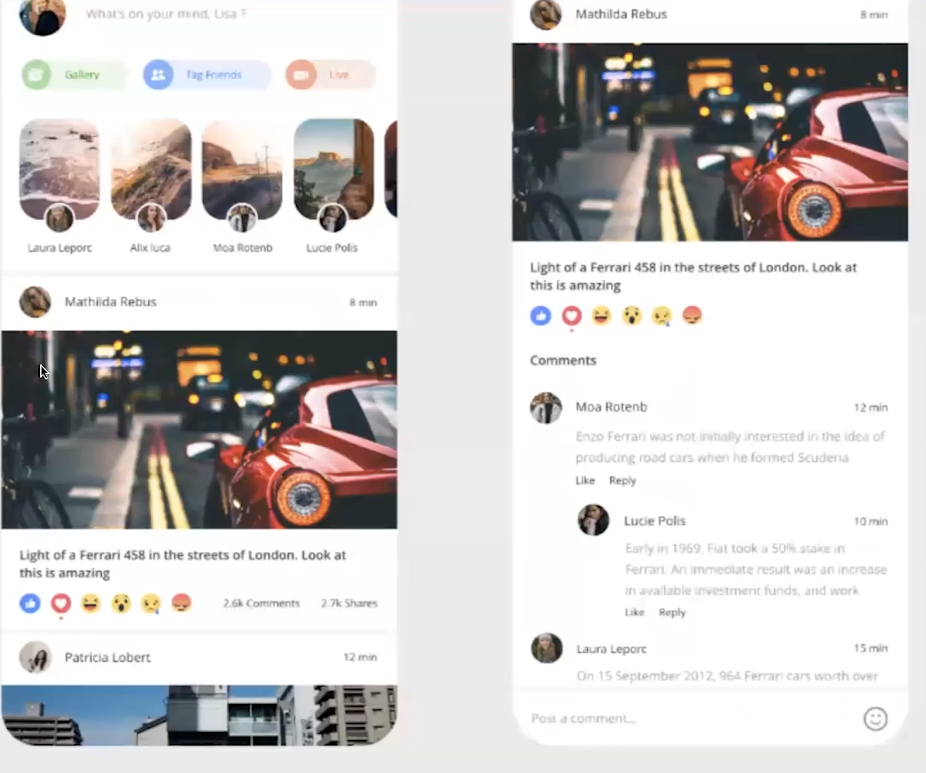 What's on your mind, Lisa ?
Gallery
Tag Friends
Live
Laura Leporc
Alix luca
Moa Rotenb
Lucie Polis
Mathilda Rebus
8 min
Light of a Ferrari 458 in the streets of London. Look at
this is amazing
2.6k Comments
2.7k Shares
Patricia Lobert
12 min
Mathilda Rebus
8 min
Light of a Ferrari 458 in the streets of London. Look at
this is amazing
Comments
Moa Rotenb
12 min
Enzo Ferrari was not initially interested in the idea of
producing road cars when he formed Scuderia
Like Reply
Lucie Polis
10 min
Early in 1969, Fiat took a 50% stake in
Ferrari. An immediate result was an increase
in available investment funds, and work
Like Reply
Laura Leporc
15 min
On 15 September 2012, 964 Ferrari cars worth over
Post a comment...